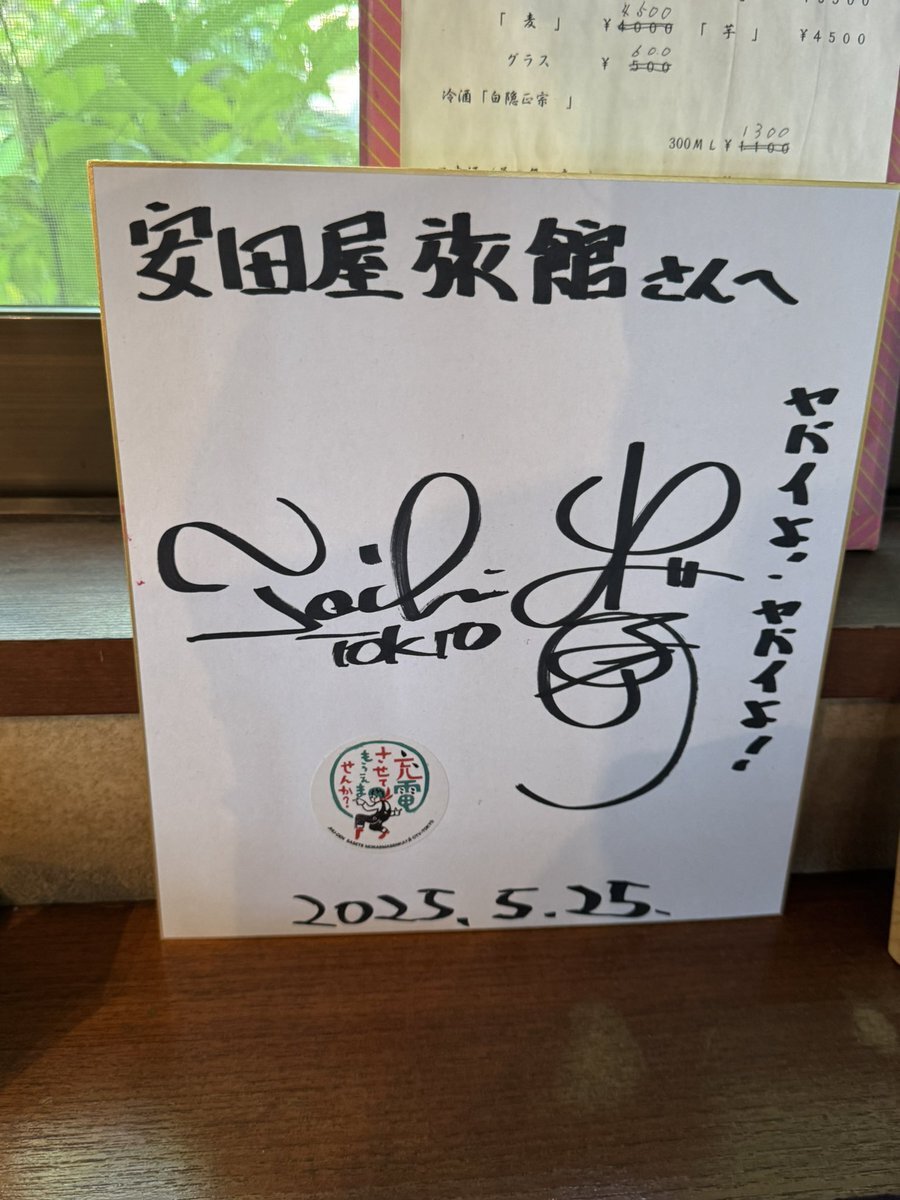 4500
「 麦 」 ¥ 4000 「 芋 」 ¥4500
600
グラス ¥ 500
冷酒「白隠正宗 」
1300
300ML ¥ 1100
安田屋旅館さんへ
ヤバイよ、ヤバイよ!
TOKIO
充電
させて
もらえま
せんか?
2025.5.25.